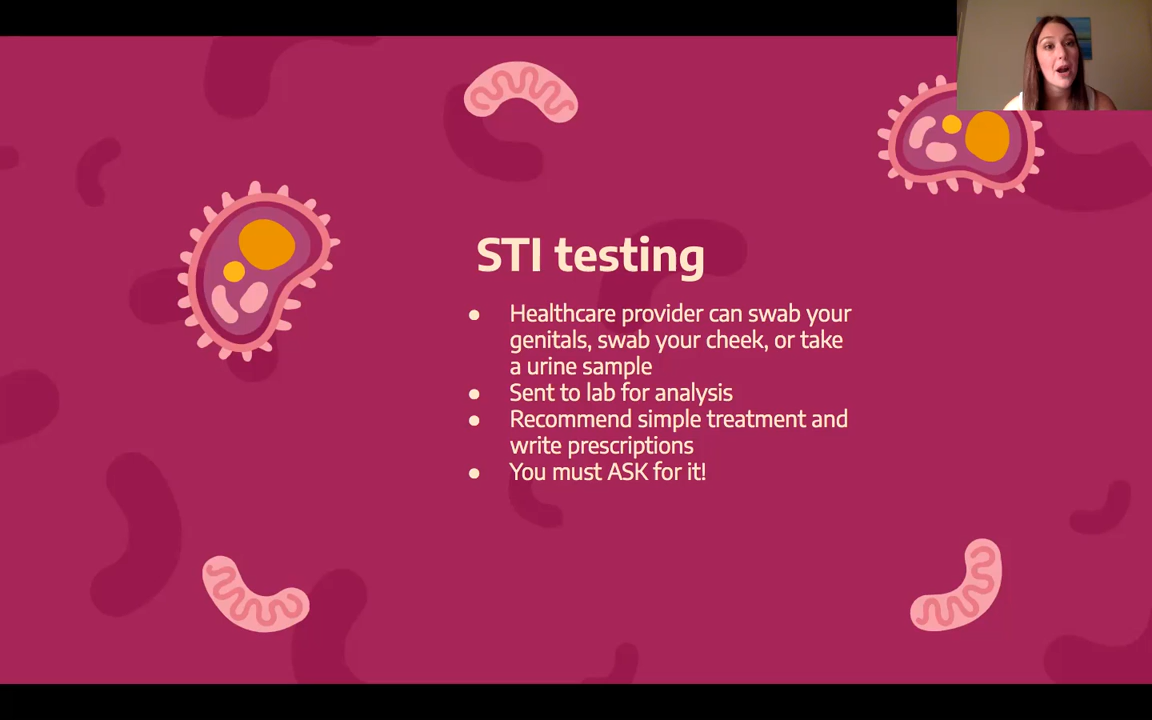 STI testing
● Healthcare provider can swab your
genitals, swab your cheek, or take
a urine sample
● Sent to lab for analysis
● Recommend simple treatment and
write prescriptions
● You must ASK for it!